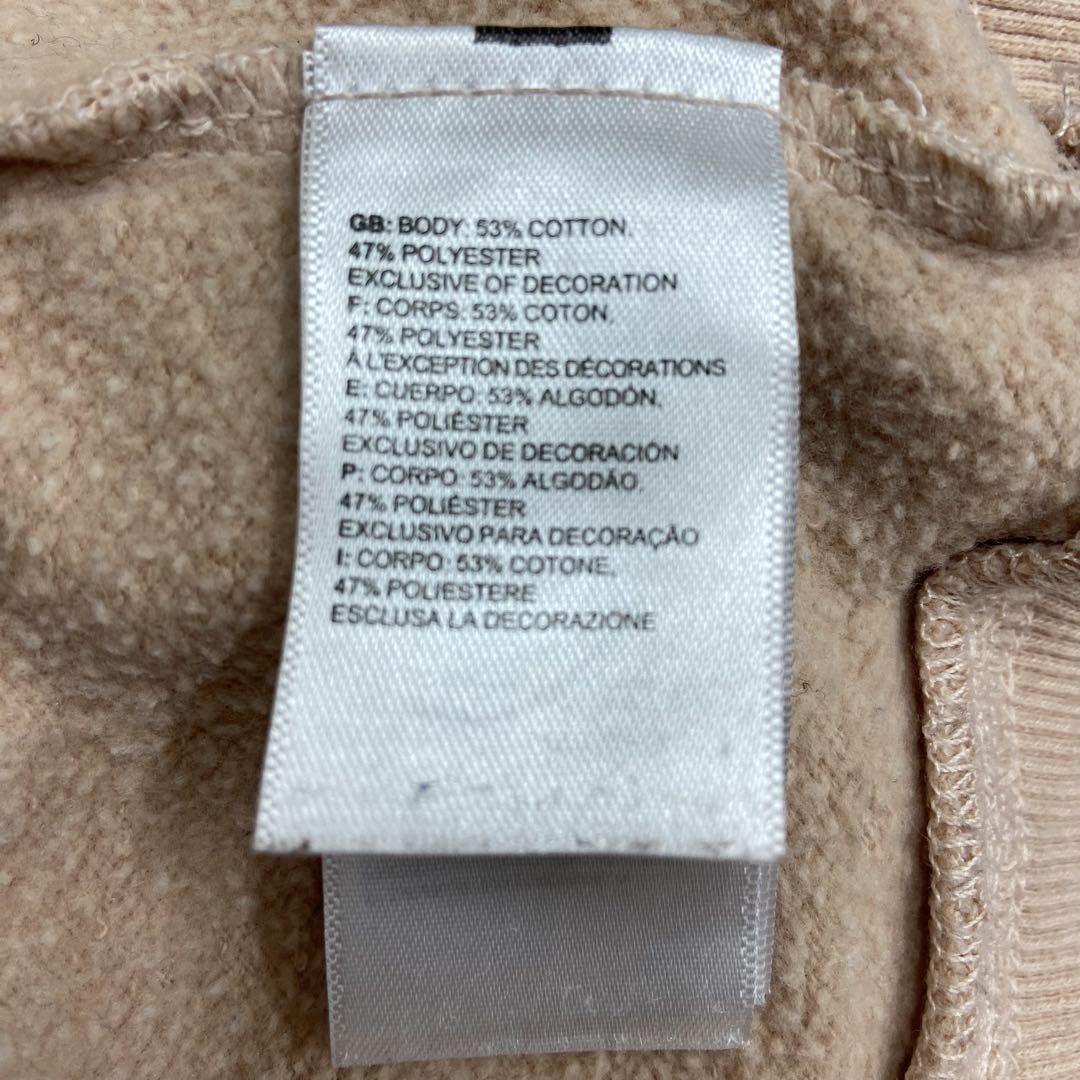 GB: BODY: 53% COTTON,
47% POLYESTER
EXCLUSIVE OF DECORATION
F: CORPS: 53% COTON,
47% POLYESTER
À L'EXCEPTION DES DÉCORATIONS
E: CUERPO: 53% ALGODÓN,
47% POLIÉSTER
EXCLUSIVO DE DECORACIÓN
P: CORPO: 53% ALGODÃO,
47% POLIÉSTER
EXCLUSIVO PARA DECORAÇÃO
I: CORPO: 53% COTONE,
47% POLIESTERE
ESCLUSA LA DECORAZIONE